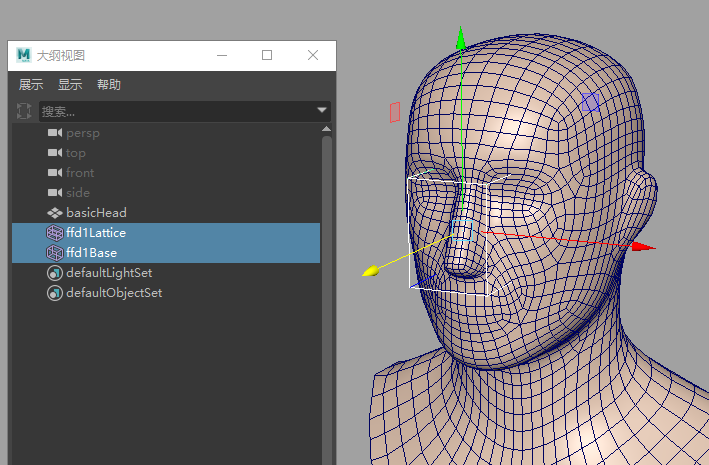 大纲视图
展示 显示 帮助
搜索...
persp
top
front
side
basicHead
ffd1Lattice
ffd1Base
defaultLightSet
defaultObjectSet